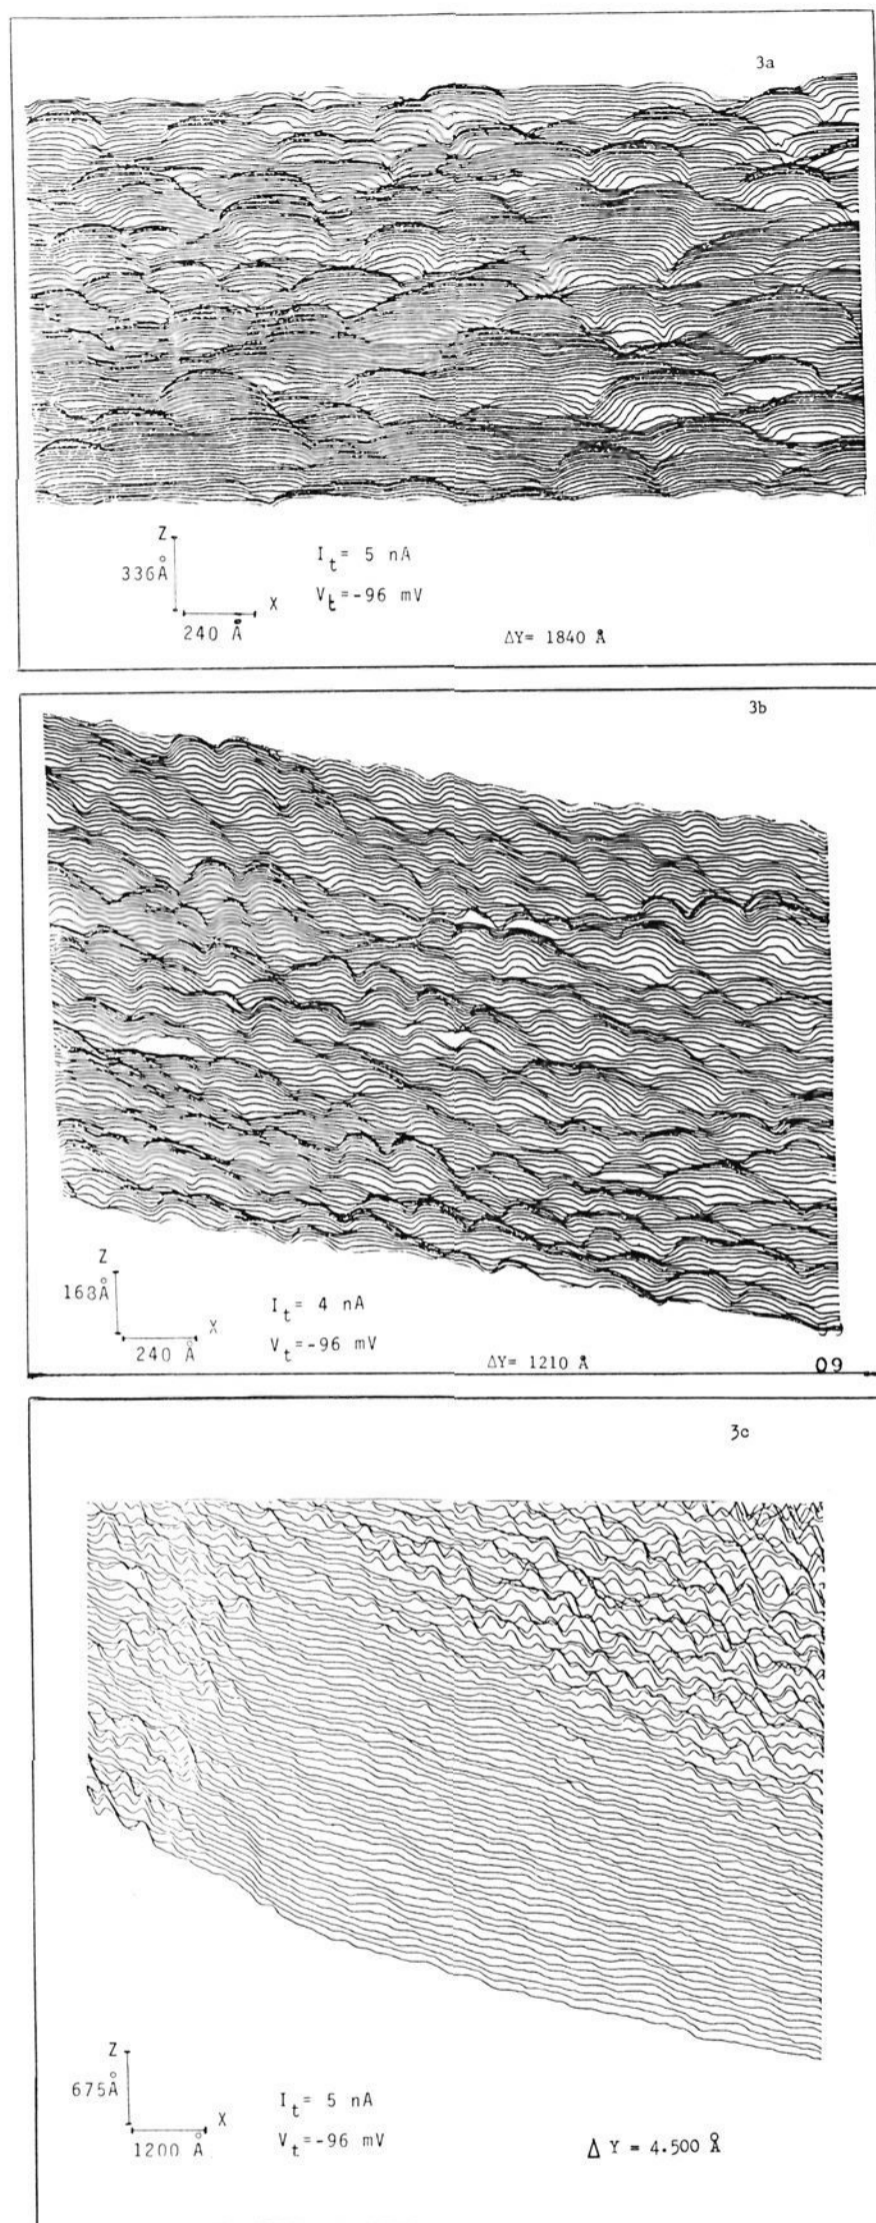 3a
Z
336Å
X
240 Å
I_t = 5 nA
V_t = -96 mV
ΔY= 1840 Å
3b
Z
168Å
X
240 Å
I_t = 4 nA
V_t = -96 mV
ΔY= 1210 Å
09
3c
Z
675Å
X
1200 Å
I_t = 5 nA
V_t = -96 mV
Δ Y = 4.500 Å